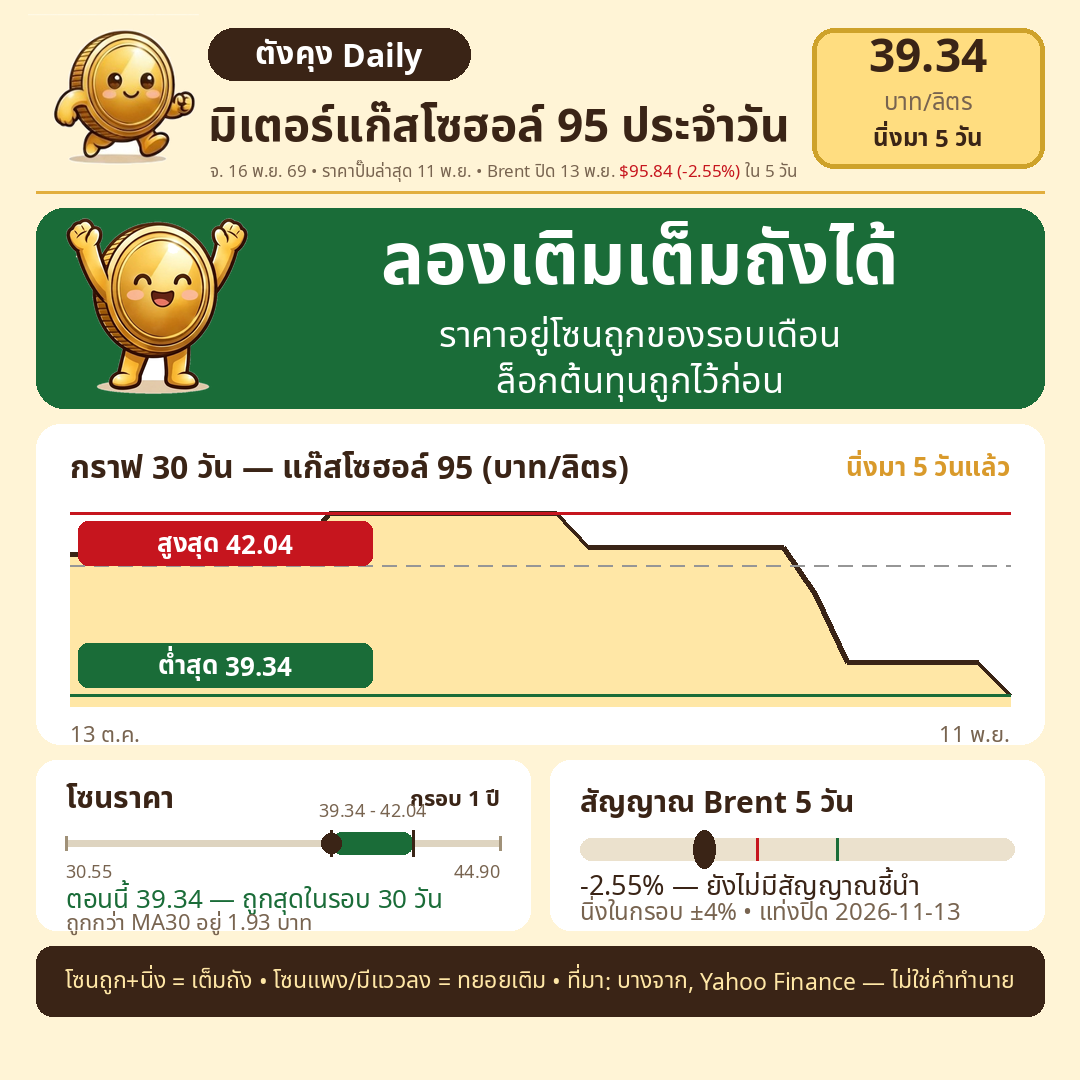 ตังคุง Daily
มิเตอร์แก๊สโซฮอล์ 95 ประจำวัน
จ. 16 พ.ย. 69 • ราคาปั๊มล่าสุด 11 พ.ย. • Brent ปิด 13 พ.ย. $95.84 (-2.55%) ใน 5 วัน
39.34
บาท/ลิตร
นิ่งมา 5 วัน
ลองเติมเต็มถังได้
ราคาอยู่โซนถูกของรอบเดือน
ล็อกต้นทุนถูกไว้ก่อน
กราฟ 30 วัน — แก๊สโซฮอล์ 95 (บาท/ลิตร)
นิ่งมา 5 วันแล้ว
สูงสุด 42.04
ต่ำสุด 39.34
13 ต.ค.
11 พ.ย.
โซนราคา
กรอบ 1 ปี
39.34 - 42.04
30.55
44.90
ตอนนี้ 39.34 — ถูกสุดในรอบ 30 วัน
ถูกกว่า MA30 อยู่ 1.93 บาท
สัญญาณ Brent 5 วัน
-2.55% — ยังไม่มีสัญญาณชี้นำ
นิ่งในกรอบ ±4% • แท่งปิด 2026-11-13
โซนถูก+นิ่ง = เต็มถัง • โซนแพง/มีแววลง = ทยอยเติม • ที่มา: บางจาก, Yahoo Finance — ไม่ใช่คำทำนาย